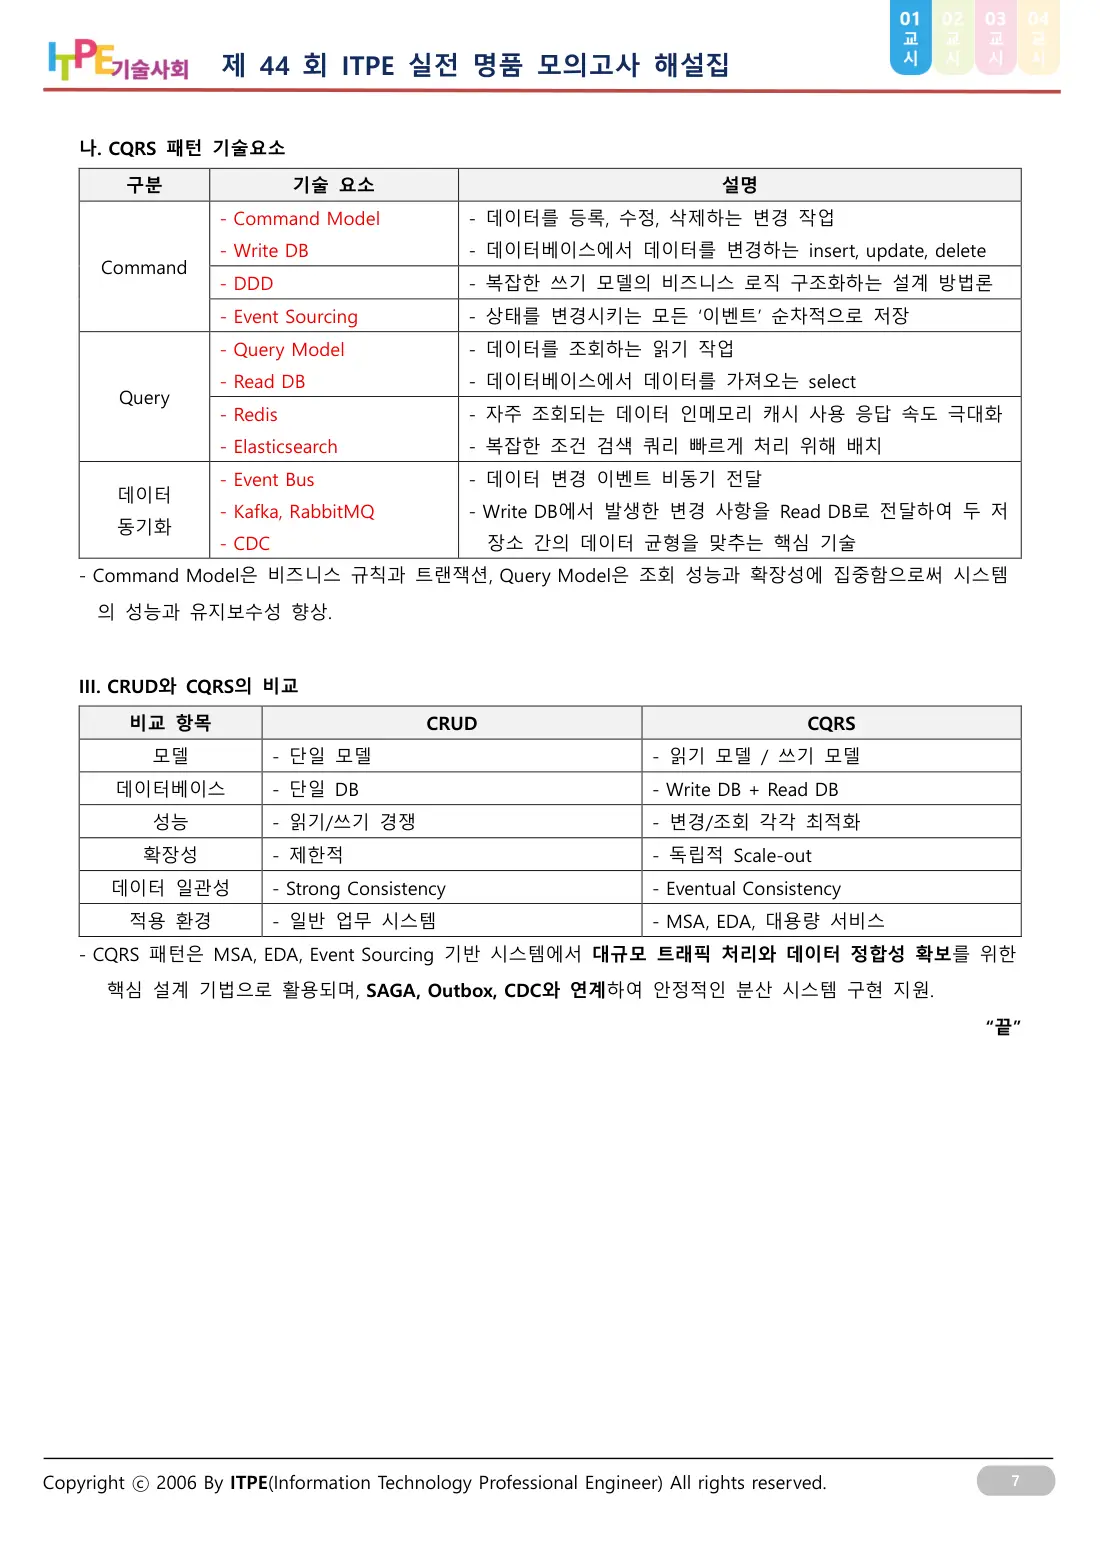 ITPE기술사회 제 44 회 ITPE 실전 명품 모의고사 해설집
01 교시 02 교시 03 교시 04 교시
나. CQRS 패턴 기술요소
구분 기술 요소 설명
Command
- Command Model - 데이터를 등록, 수정, 삭제하는 변경 작업
- Write DB - 데이터베이스에서 데이터를 변경하는 insert, update, delete
- DDD - 복잡한 쓰기 모델의 비즈니스 로직 구조화하는 설계 방법론
- Event Sourcing - 상태를 변경시키는 모든 ‘이벤트’ 순차적으로 저장
Query
- Query Model - 데이터를 조회하는 읽기 작업
- Read DB - 데이터베이스에서 데이터를 가져오는 select
- Redis - 자주 조회되는 데이터 인메모리 캐시 사용 응답 속도 극대화
- Elasticsearch - 복잡한 조건 검색 쿼리 빠르게 처리 위해 배치
데이터
동기화
- Event Bus - 데이터 변경 이벤트 비동기 전달
- Kafka, RabbitMQ - Write DB에서 발생한 변경 사항을 Read DB로 전달하여 두 저
- CDC 장소 간의 데이터 균형을 맞추는 핵심 기술
- Command Model은 비즈니스 규칙과 트랜잭션, Query Model은 조회 성능과 확장성에 집중함으로써 시스템
의 성능과 유지보수성 향상.
III. CRUD와 CQRS의 비교
비교 항목 CRUD CQRS
모델 - 단일 모델 - 읽기 모델 / 쓰기 모델
데이터베이스 - 단일 DB - Write DB + Read DB
성능 - 읽기/쓰기 경쟁 - 변경/조회 각각 최적화
확장성 - 제한적 - 독립적 Scale-out
데이터 일관성 - Strong Consistency - Eventual Consistency
적용 환경 - 일반 업무 시스템 - MSA, EDA, 대용량 서비스
- CQRS 패턴은 MSA, EDA, Event Sourcing 기반 시스템에서 대규모 트래픽 처리와 데이터 정합성 확보를 위한
핵심 설계 기법으로 활용되며, SAGA, Outbox, CDC와 연계하여 안정적인 분산 시스템 구현 지원.
“끝”
Copyright ⓒ 2006 By ITPE(Information Technology Professional Engineer) All rights reserved. 7